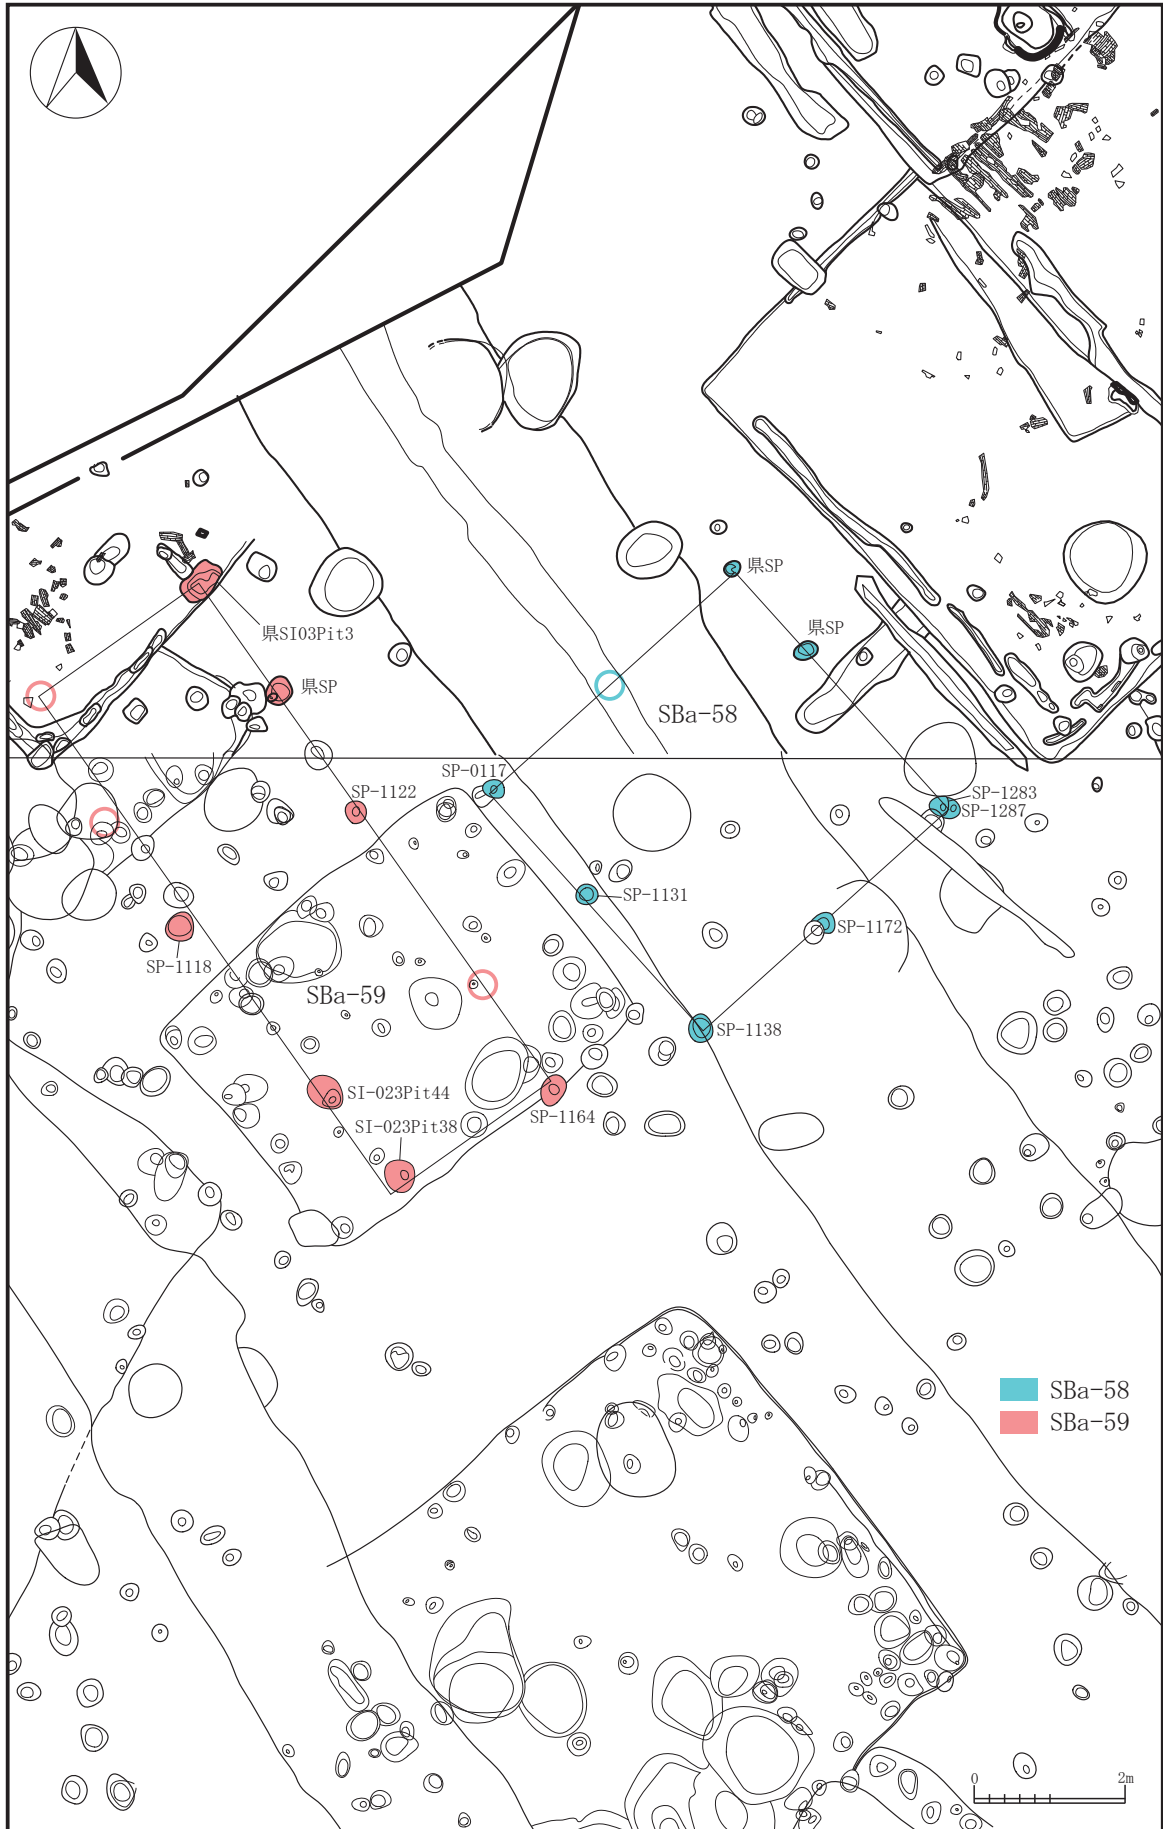 県SP
県SI03Pit3
県SP
県SP
SBa-58
SP-0117
SP-1122
SP-1283
SP-1287
SP-1131
SP-1172
SP-1118
SBa-59
SP-1138
SI-023Pit44
SP-1164
SI-023Pit38
SBa-58
SBa-59
0 2m